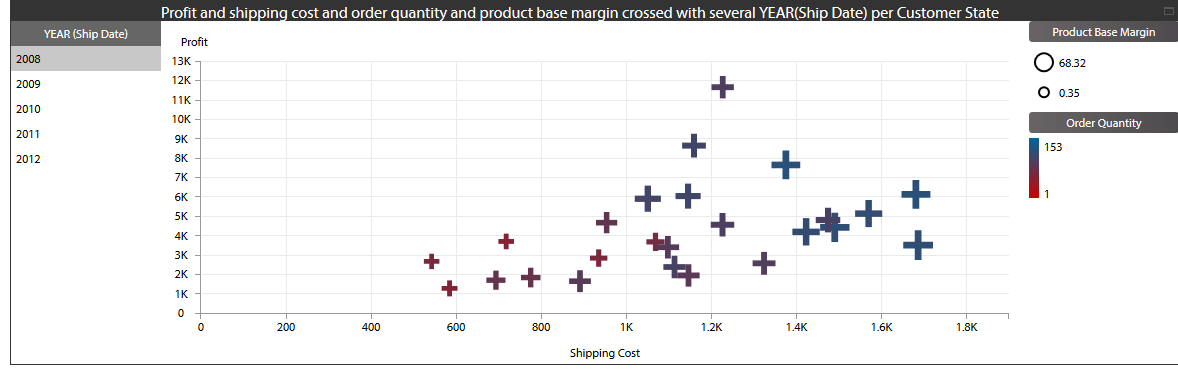 Profit and shipping cost and order quantity and product base margin crossed with several YEAR(Ship Date) per Customer State
YEAR (Ship Date)
2008
2009
2010
2011
2012
Profit
13K
12K
11K
10K
9K
8K
7K
6K
5K
4K
3K
2K
1K
0
0 200 400 600 800 1K 1.2K 1.4K 1.6K 1.8K
Shipping Cost
Product Base Margin
68.32
0.35
Order Quantity
153
1